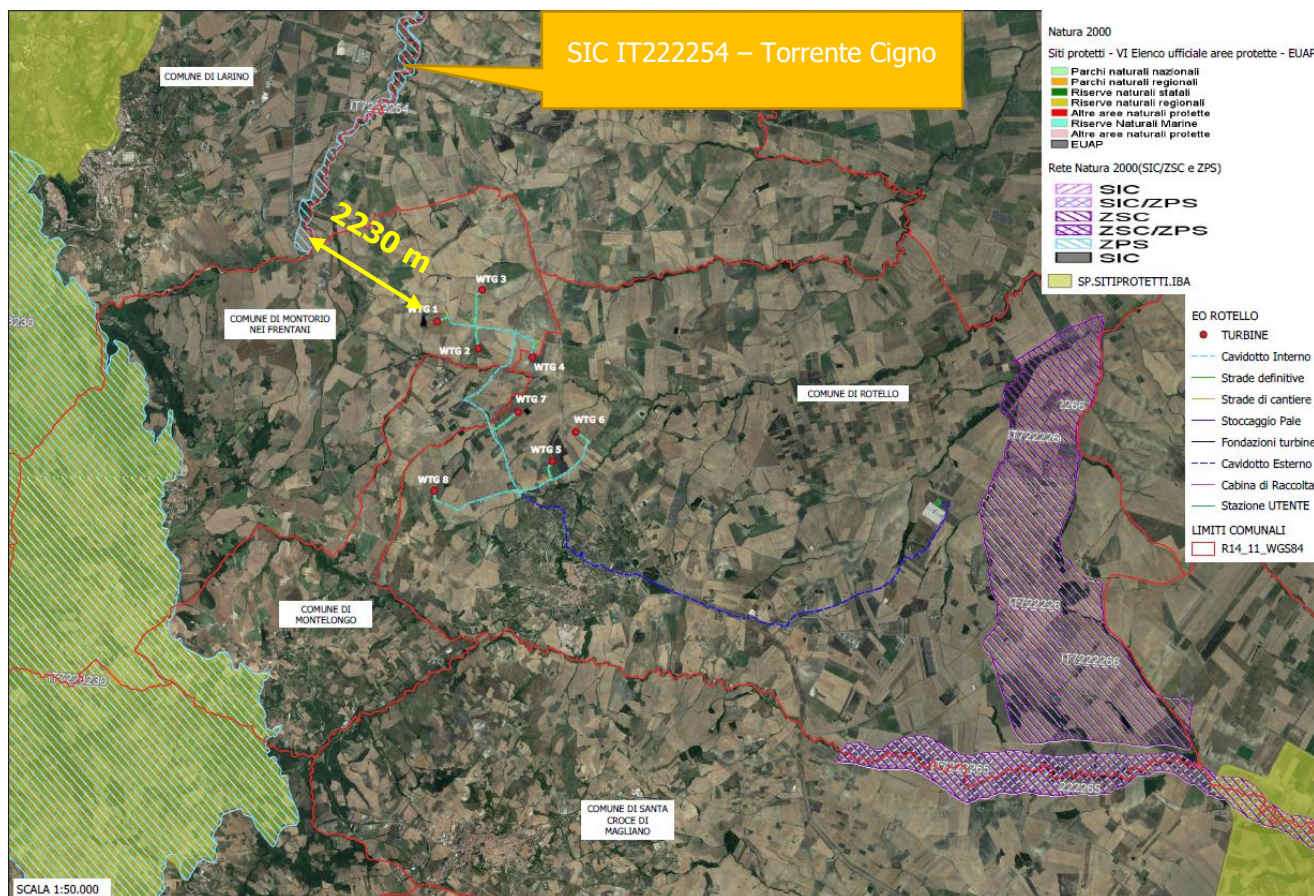 SIC IT222254 – Torrente Cigno
COMUNE DI LARINO
IT7222254
2230 m
WTG 3
WTG 1
COMUNE DI MONTORIO
NEI FRENTANI
WTG 2
WTG 4
COMUNE DI ROTELLO
WTG 7
WTG 6
WTG 5
WTG 8
COMUNE DI
MONTELONGO
COMUNE DI SANTA
CROCE DI
MAGLIANO
2266
IT722226
IT722226
IT7222266
IT7222265
222265
SCALA 1:50.000
Natura 2000
Siti protetti - VI Elenco ufficiale aree protette - EUAP
Parchi naturali nazionali
Parchi naturali regionali
Riserve naturali statali
Riserve naturali regionali
Altre aree naturali protette
Riserve Naturali Marine
Altre aree naturali protette
EUAP
Rete Natura 2000(SIC/ZSC e ZPS)
SIC
SIC/ZPS
ZSC
ZSC/ZPS
ZPS
SIC
SP.SITIPROTETTI.IBA
EO ROTELLO
TURBINE
Cavidotto Interno
Strade definitive
Strade di cantiere
Stoccaggio Pale
Fondazioni turbine
Cavidotto Esterno
Cabina di Raccolta
Stazione UTENTE
LIMITI COMUNALI
R14_11_WGS84